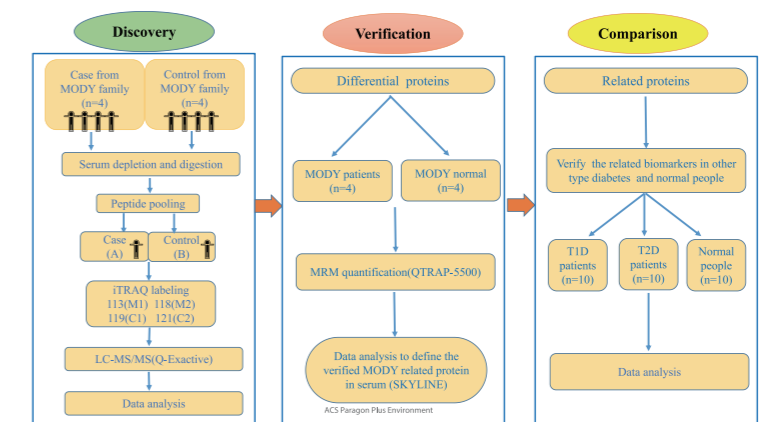 Discovery
Case from
MODY family
(n=4)
Control from
MODY family
(n=4)
Serum depletion and digestion
Peptide pooling
Case
(A)
Control
(B)
iTRAQ labeling
113(M1) 118(M2)
119(C1) 121(C2)
LC-MS/MS(Q-Exactive)
Data analysis
Verification
Differential proteins
MODY patients
(n=4)
MODY normal
(n=4)
MRM quantification(QTRAP-5500)
Data analysis to define the
verified MODY related protein
in serum (SKYLINE)
ACS Paragon Plus Environment
Comparison
Related proteins
Verify the related biomarkers in other
type diabetes and normal people
T1D
patients
(n=10)
T2D
patients
(n=10)
Normal
people
(n=10)
Data analysis